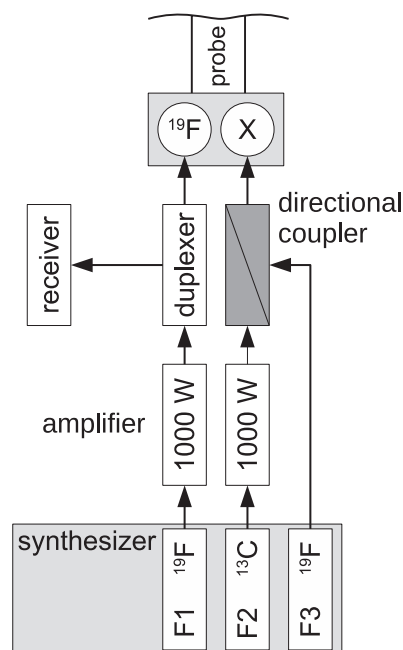 probe
¹⁹F
X
directional
coupler
receiver
duplexer
amplifier
1000 W
1000 W
synthesizer
F1 ¹⁹F
F2 ¹³C
F3 ¹⁹F